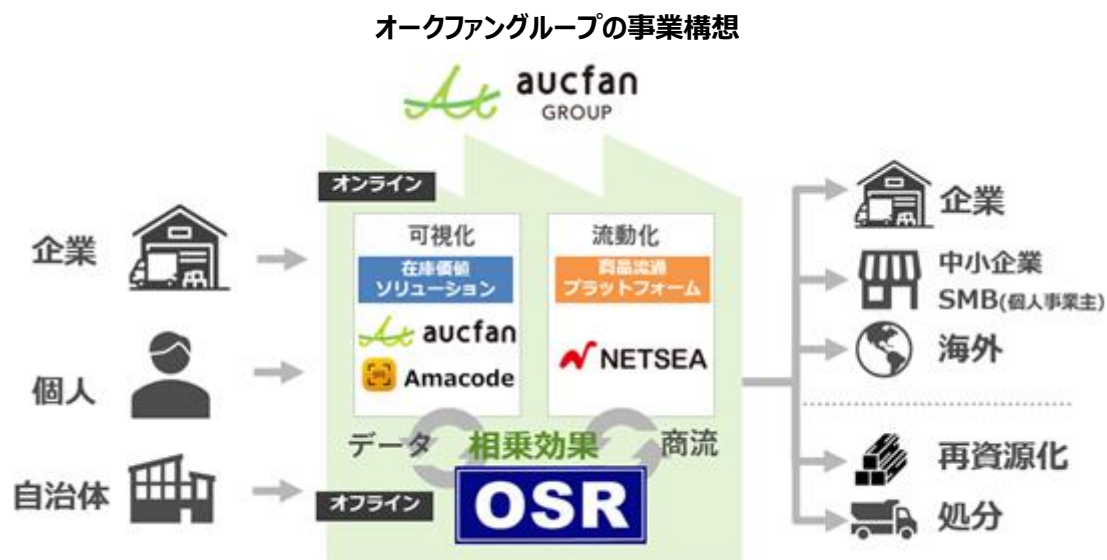 オークファングループの事業構想
aucfan
GROUP
オンライン
企業
個人
自治体
可視化
在庫価値
ソリューション
aucfan
Amacode
流動化
商品流通
プラットフォーム
NETSEA
データ
相乗効果
商流
オフライン
OSR
企業
中小企業
SMB(個人事業主)
海外
再資源化
処分